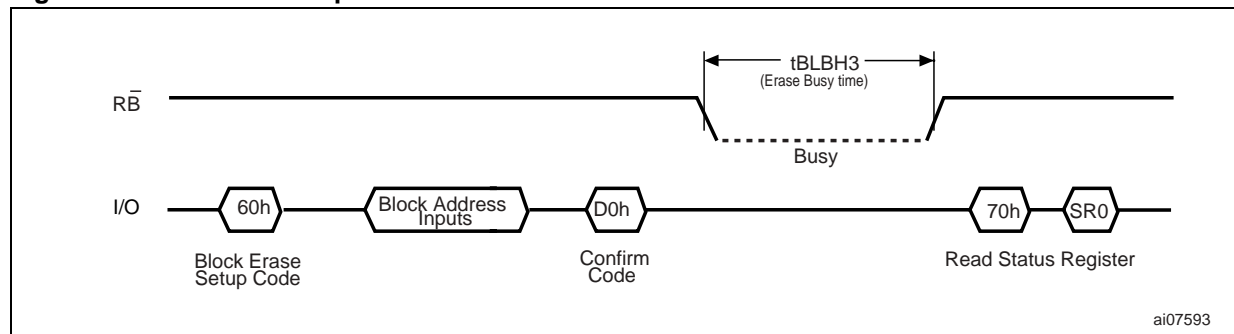 tBLBH3
(Erase Busy time)
RB̅
Busy
I/O
60h
Block Address
Inputs
D0h
70h
SR0
Block Erase
Setup Code
Confirm
Code
Read Status Register
ai07593